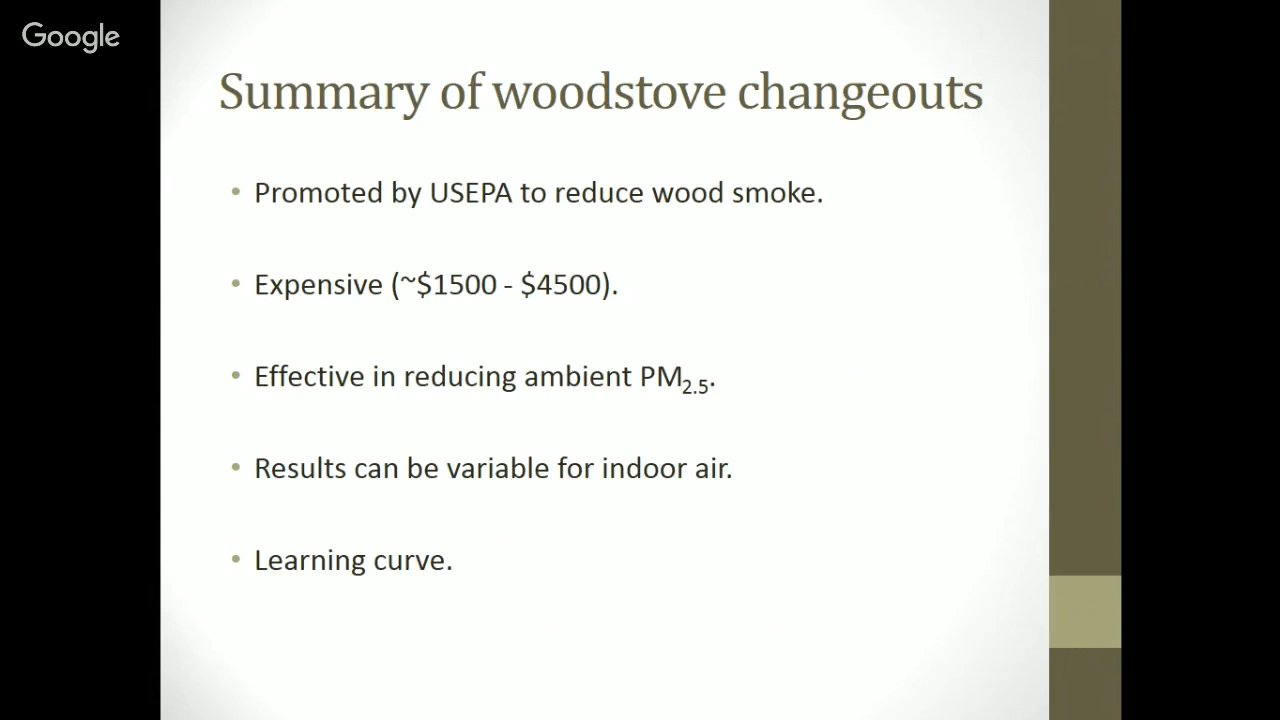 Google
Summary of woodstove changeouts
• Promoted by USEPA to reduce wood smoke.
• Expensive (~$1500 - $4500).
• Effective in reducing ambient PM₂.₅.
• Results can be variable for indoor air.
• Learning curve.